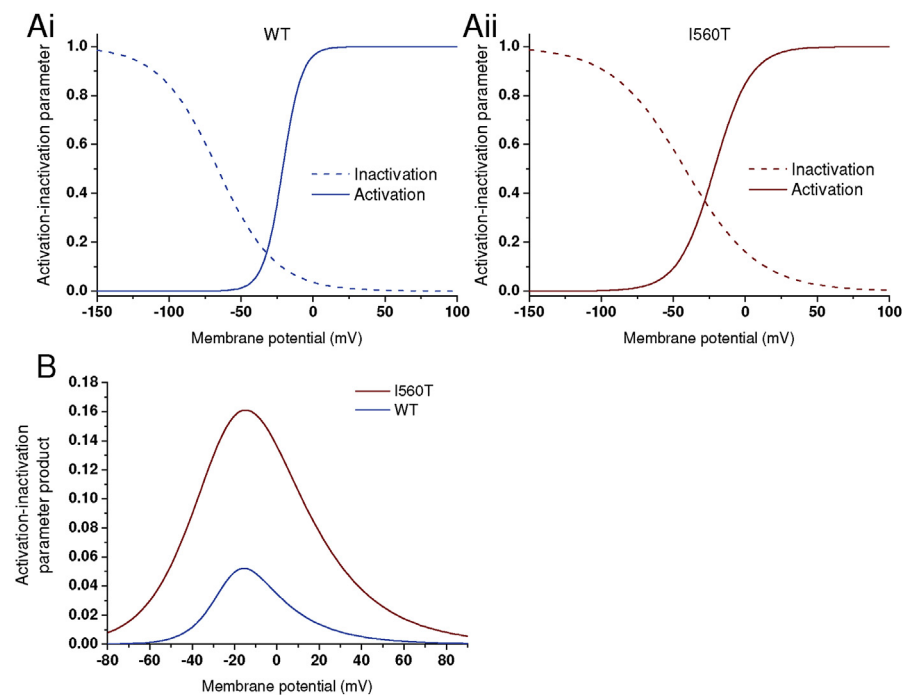 Ai
WT
Activation-inactivation parameter
1.0
0.8
0.6
0.4
0.2
0.0
Inactivation
Activation
-150 -100 -50 0 50 100
Membrane potential (mV)
Aii
I560T
Activation-inactivation parameter
1.0
0.8
0.6
0.4
0.2
0.0
Inactivation
Activation
-150 -100 -50 0 50 100
Membrane potential (mV)
B
Activation-inactivation
parameter product
0.18
0.16
0.14
0.12
0.10
0.08
0.06
0.04
0.02
0.00
I560T
WT
-80 -60 -40 -20 0 20 40 60 80
Membrane potential (mV)